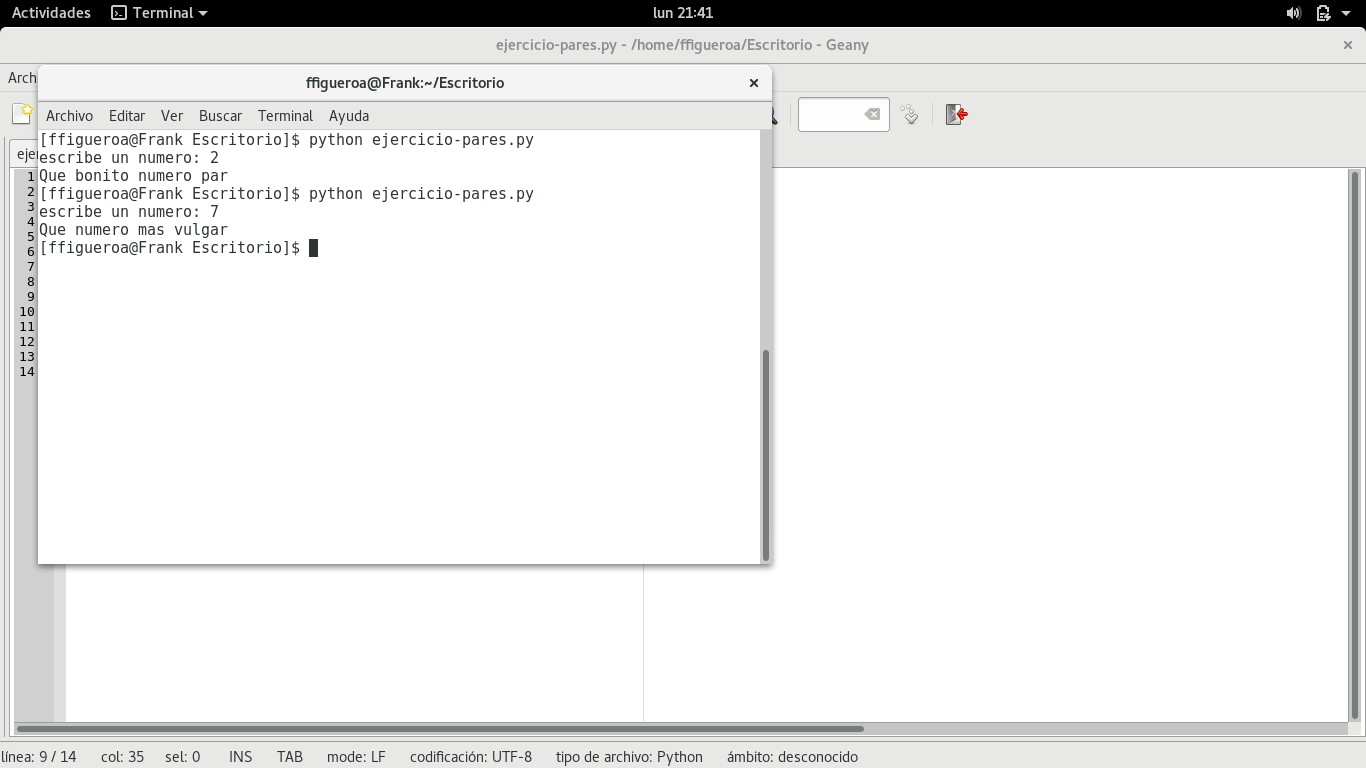 Actividades Terminal lun 21:41
ejercicio-pares.py - /home/ffigueroa/Escritorio - Geany
Arch
ffigueroa@Frank:~/Escritorio
Archivo Editar Ver Buscar Terminal Ayuda
[ffigueroa@Frank Escritorio]$ python ejercicio-pares.py
escribe un numero: 2
Que bonito numero par
[ffigueroa@Frank Escritorio]$ python ejercicio-pares.py
escribe un numero: 7
Que numero mas vulgar
[ffigueroa@Frank Escritorio]$
ejer
1
2
3
4
5
6
7
8
9
10
11
12
13
14
línea: 9 / 14 col: 35 sel: 0 INS TAB mode: LF codificación: UTF-8 tipo de archivo: Python ámbito: desconocido